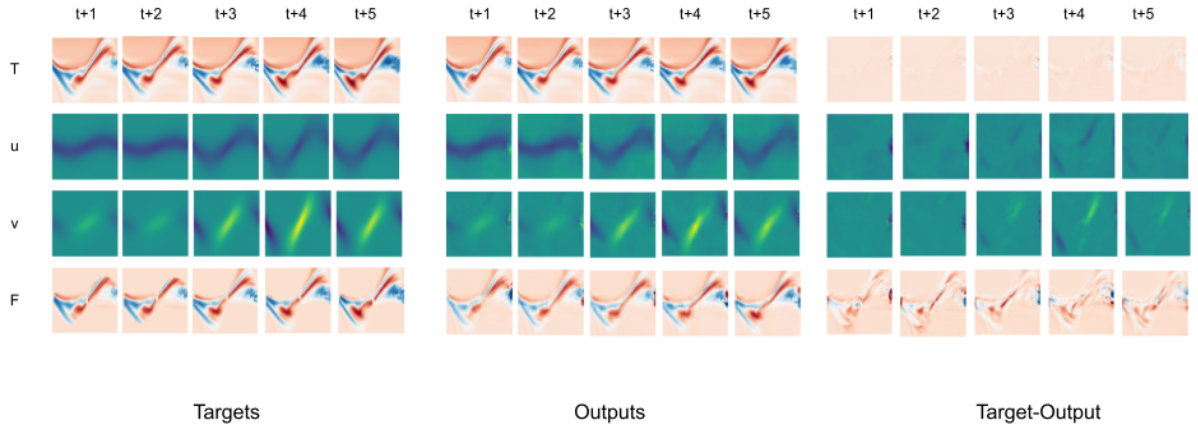 t+1 t+2 t+3 t+4 t+5 t+1 t+2 t+3 t+4 t+5 t+1 t+2 t+3 t+4 t+5
T
u
v
F
Targets Outputs Target-Output